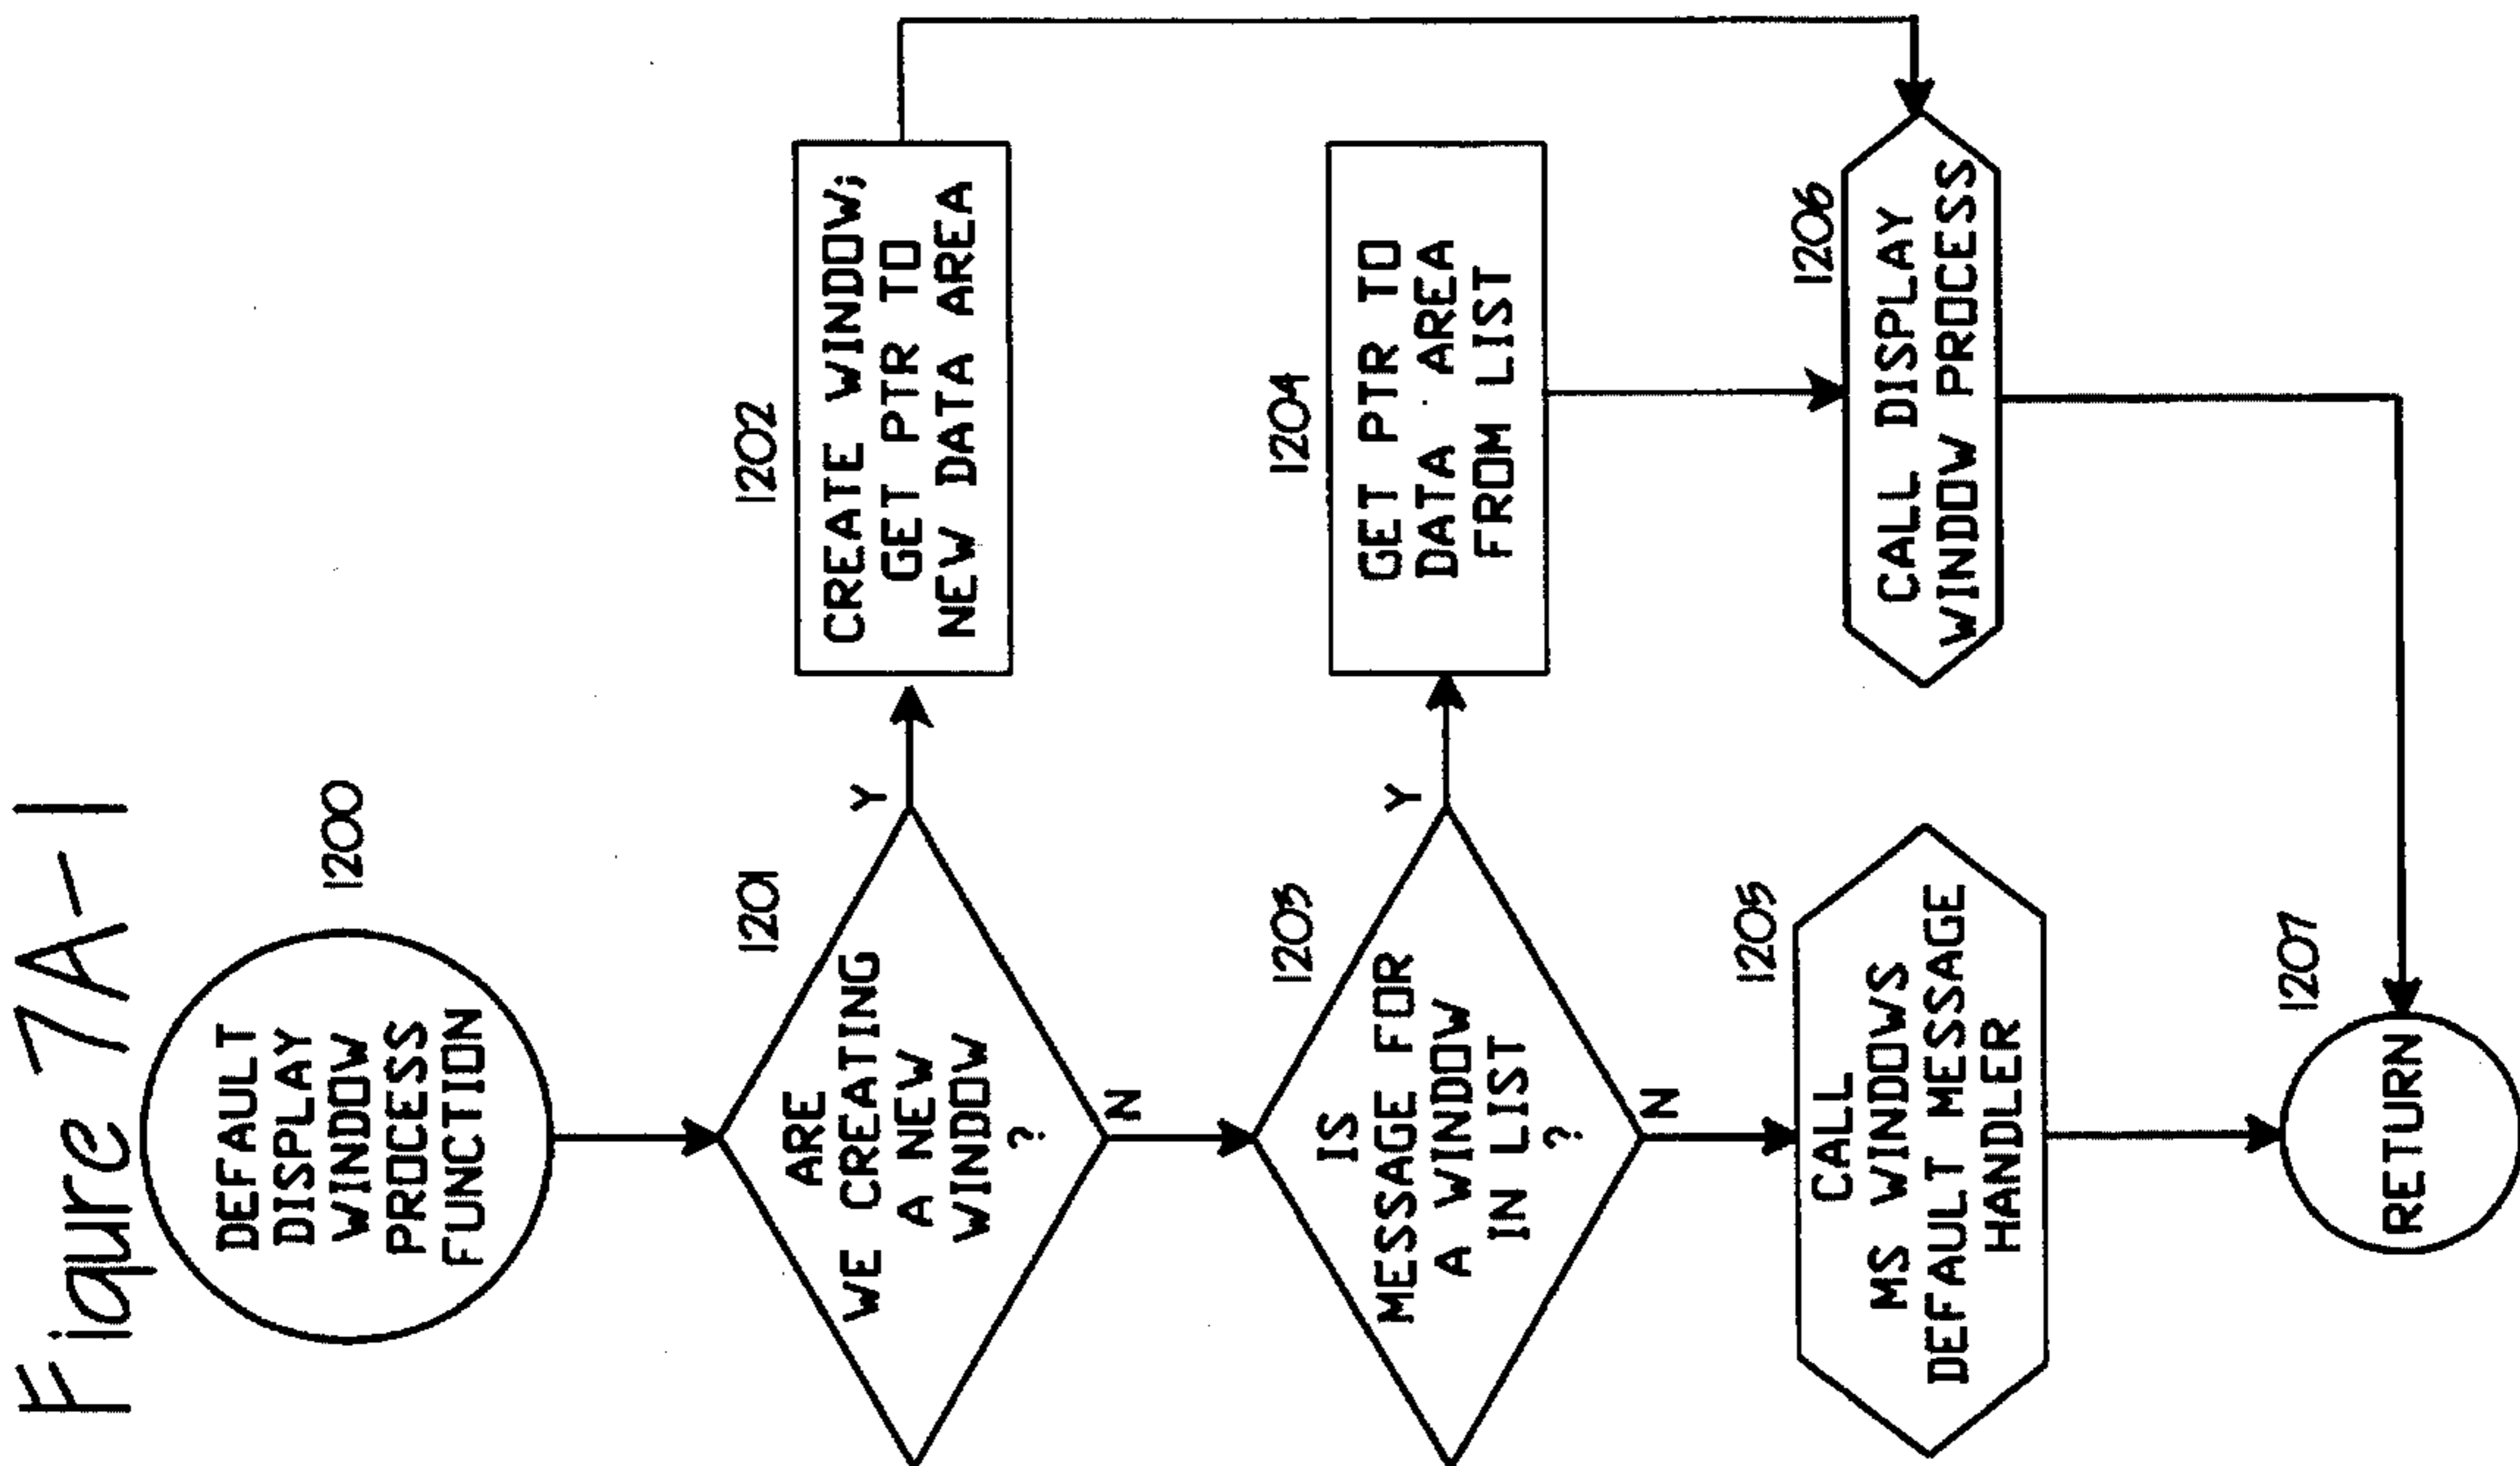 Figure 7A-1
1200
DEFAULT
DISPLAY
WINDOW
PROCESS
FUNCTION
1201
ARE
WE CREATING
A NEW
WINDOW
?
Y
N
1202
CREATE WINDOW;
GET PTR TO
NEW DATA AREA
1203
IS
MESSAGE FOR
A WINDOW
IN LIST
?
Y
N
1204
GET PTR TO
DATA AREA
FROM LIST
1205
CALL
MS WINDOWS
DEFAULT MESSAGE
HANDLER
1206
CALL DISPLAY
WINDOW PROCESS
1207
RETURN